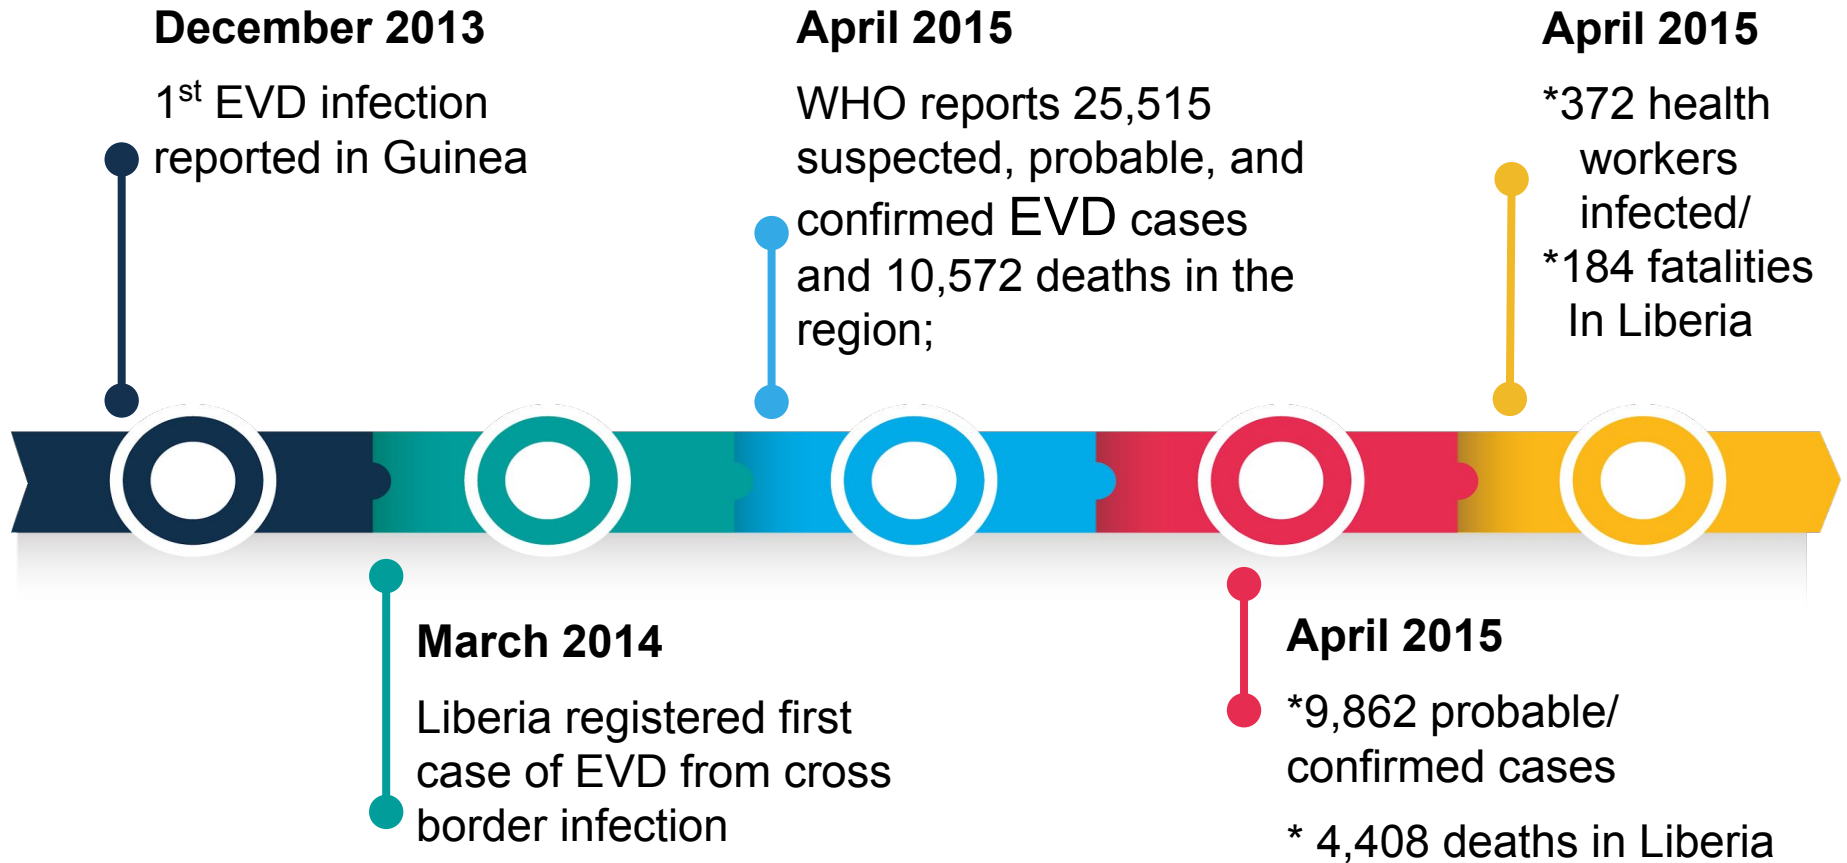 December 2013
1st EVD infection
reported in Guinea
March 2014
Liberia registered first
case of EVD from cross
border infection
April 2015
WHO reports 25,515
suspected, probable, and
confirmed EVD cases
and 10,572 deaths in the
region;
April 2015
*9,862 probable/
confirmed cases
* 4,408 deaths in Liberia
April 2015
*372 health
workers
infected/
*184 fatalities
In Liberia